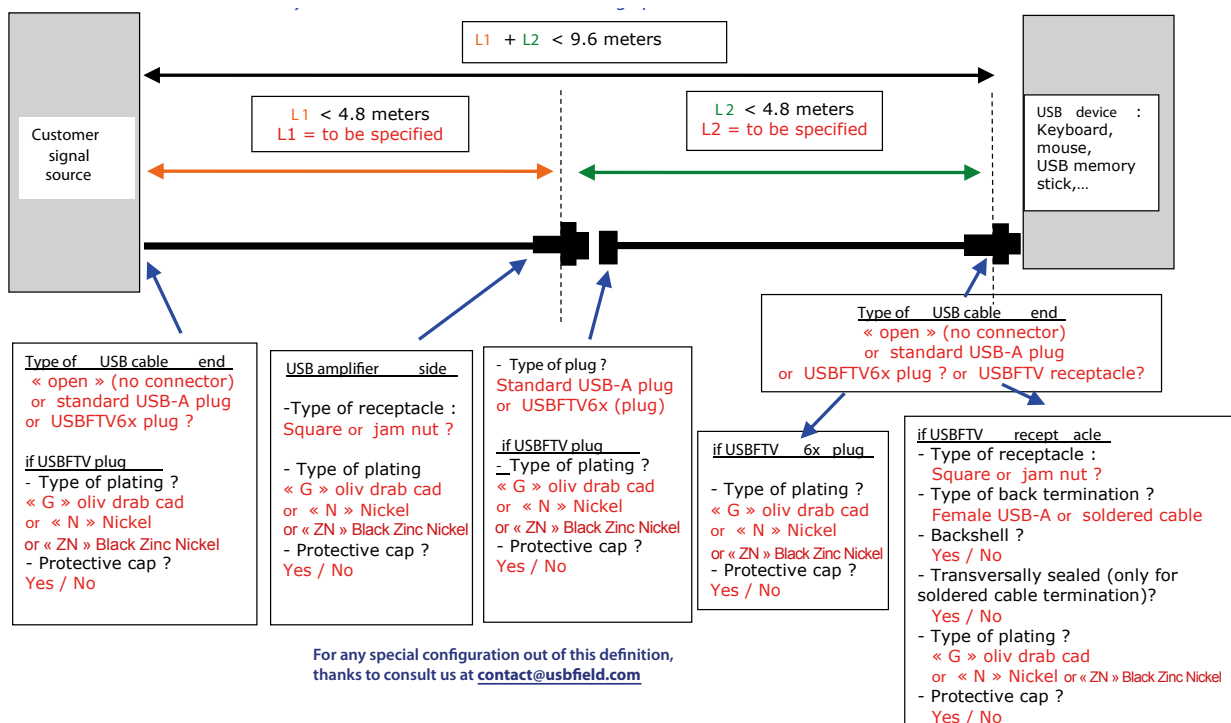 L1 + L2 < 9.6 meters
L1 < 4.8 meters
L1 = to be specified
L2 < 4.8 meters
L2 = to be specified
Customer
signal
source
USB device :
Keyboard,
mouse,
USB memory
stick,...
Type of USB cable end
« open » (no connector)
or standard USB-A plug
or USBFTV6x plug ?
if USBFTV plug
- Type of plating ?
« G » oliv drab cad
or « N » Nickel
or « ZN » Black Zinc Nickel
- Protective cap ?
Yes / No
USB amplifier side
-Type of receptacle :
Square or jam nut ?
- Type of plating
« G » oliv drab cad
or « N » Nickel
or « ZN » Black Zinc Nickel
- Protective cap ?
Yes / No
- Type of plug ?
Standard USB-A plug
or USBFTV6x (plug)
if USBFTV plug
- Type of plating ?
« G » oliv drab cad
or « N » Nickel
or « ZN » Black Zinc Nickel
- Protective cap ?
Yes / No
Type of USB cable end
« open » (no connector)
or standard USB-A plug
or USBFTV6x plug ? or USBFTV receptacle?
if USBFTV 6x plug
- Type of plating ?
« G » oliv drab cad
or « N » Nickel
or « ZN » Black Zinc Nickel
- Protective cap ?
Yes / No
if USBFTV recept acle
- Type of receptacle :
Square or jam nut ?
- Type of back termination ?
Female USB-A or soldered cable
- Backshell ?
Yes / No
- Transversally sealed (only for
soldered cable termination)?
Yes / No
- Type of plating ?
« G » oliv drab cad
or « N » Nickel or « ZN » Black Zinc Nickel
- Protective cap ?
Yes / No
For any special configuration out of this definition,
thanks to consult us at contact@usbfield.com